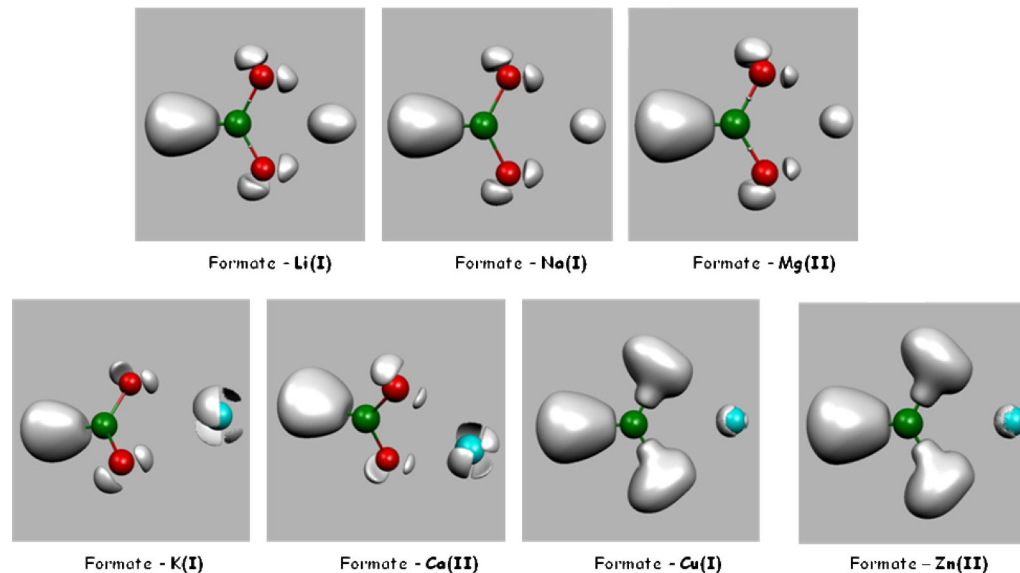 Formate - Li(I)
Formate - Na(I)
Formate - Mg(II)
Formate - K(I)
Formate - Ca(II)
Formate - Cu(I)
Formate – Zn(II)